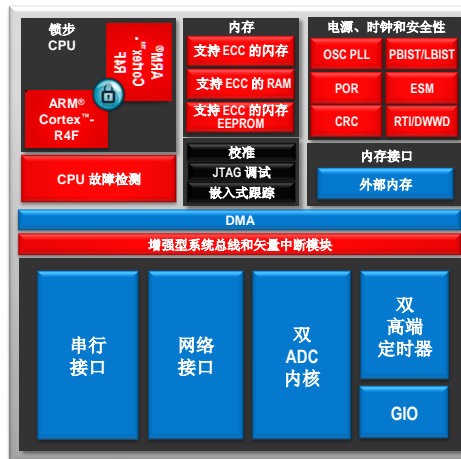 锁步
CPU
ARM®
Cortex™-
R4F
ARM®
Cortex™-
R4F
CPU 故障检测
内存
支持 ECC 的闪存
支持 ECC 的 RAM
支持 ECC 的闪存
EEPROM
校准
JTAG 调试
嵌入式跟踪
电源、时钟和安全性
OSC PLL
PBIST/LBIST
POR
ESM
CRC
RTI/DWWD
内存接口
外部内存
DMA
增强型系统总线和矢量中断模块
串行
接口
网络
接口
双
ADC
内核
双
高端
定时器
GIO